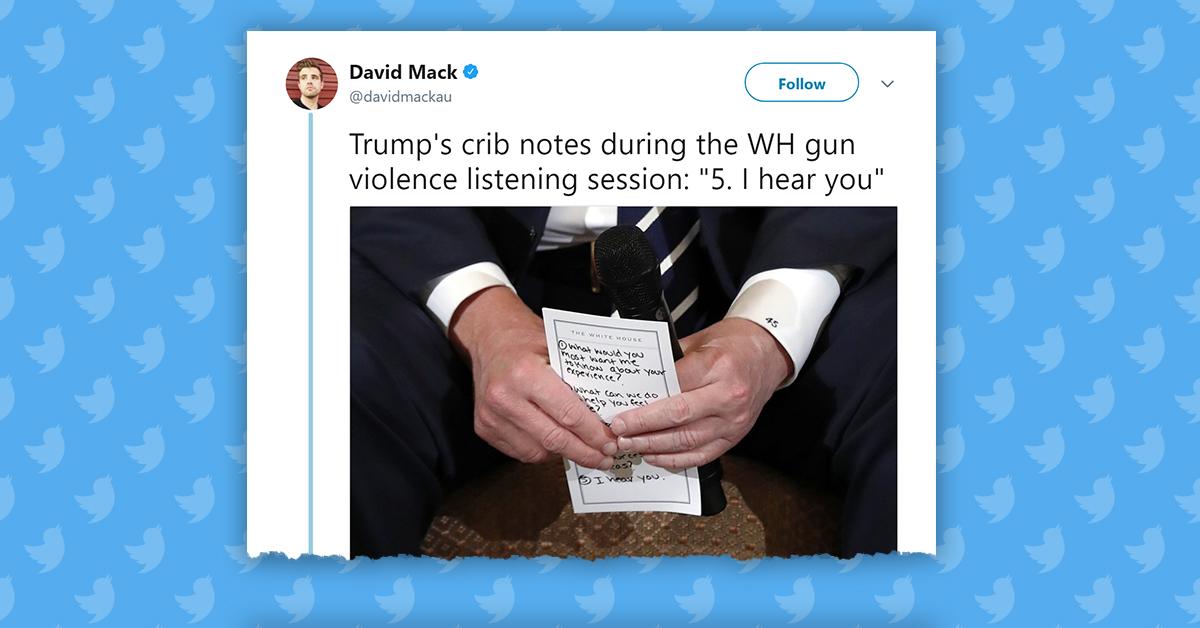 David Mack
@davidmackau
Follow
Trump's crib notes during the WH gun
violence listening session: "5. I hear you"
45
THE WHITE HOUSE
① What would you
most want me
to know about your
experience?
What can we do
help you feel
⑤ I hear you.